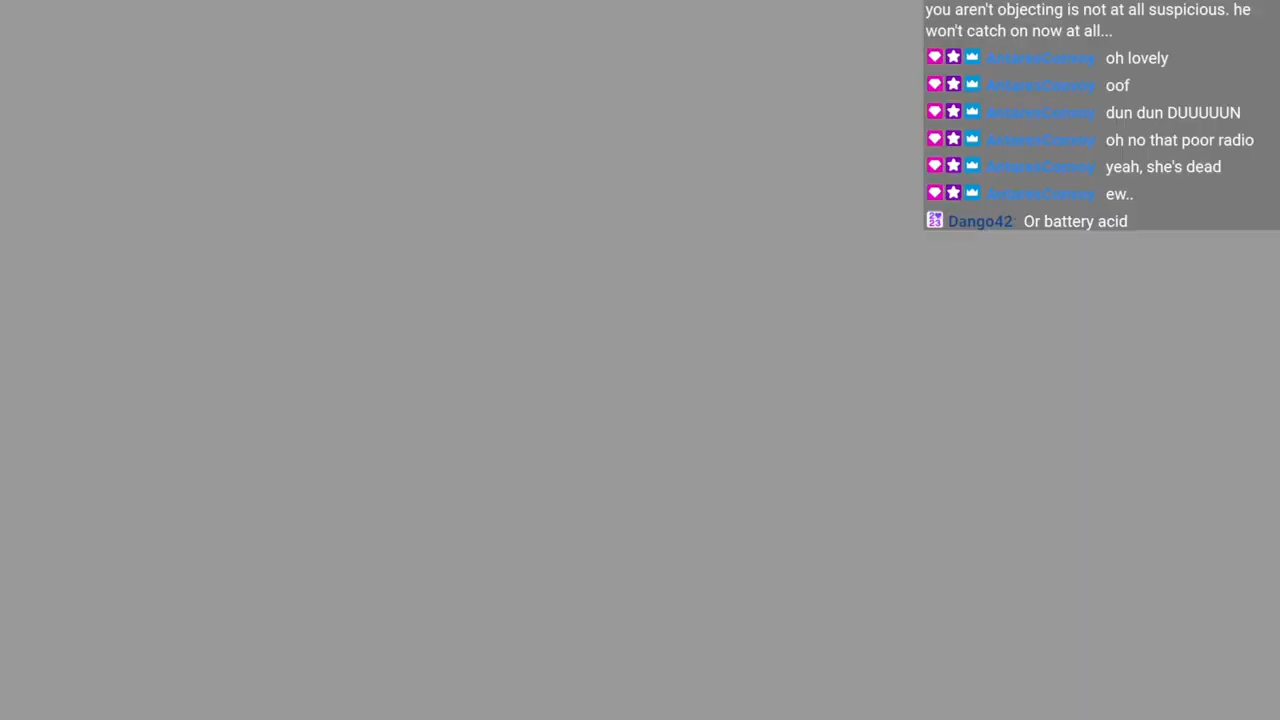 you aren't objecting is not at all suspicious. he
won't catch on now at all...
oh lovely
oof
dun dun DUUUUUN
oh no that poor radio
yeah, she's dead
ew..
Dango42: Or battery acid